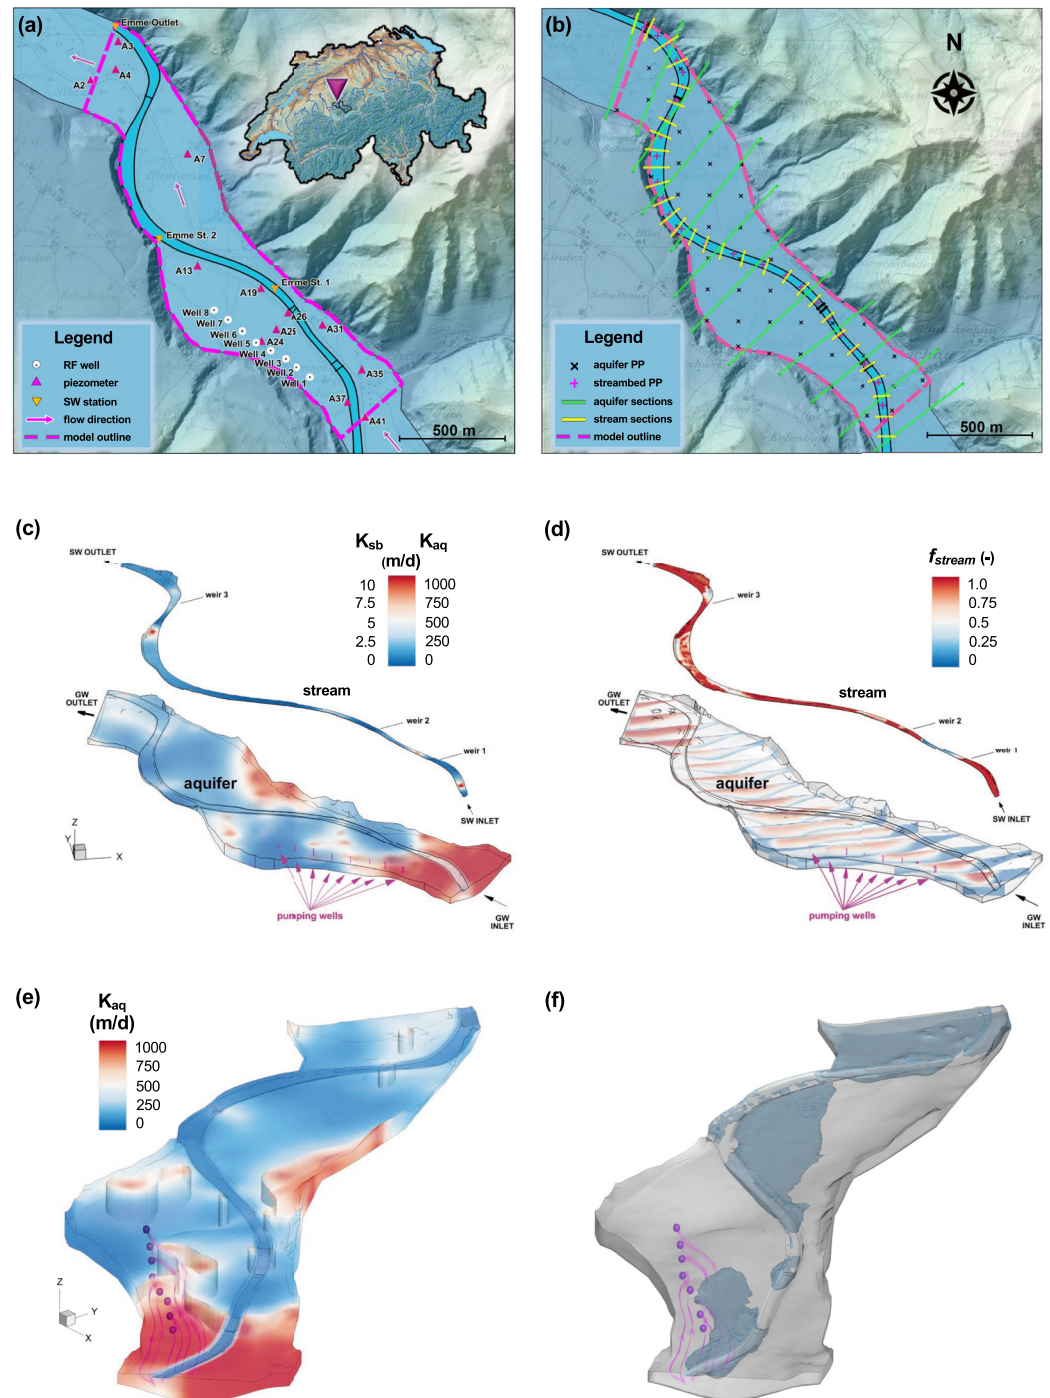 (a)
Emme Outlet
A3
A4
A2
A7
Emme St. 2
A13
Emme St. 1
A19
A26
A31
A25
A24
A35
A37
A41
Well 8
Well 7
Well 6
Well 5
Well 4
Well 3
Well 2
Well 1
Legend
RF well
piezometer
SW station
flow direction
model outline
500 m
(b)
N
Legend
aquifer PP
streambed PP
aquifer sections
stream sections
model outline
500 m
(c)
SW OUTLET
weir 3
Ksb Kaq
(m/d)
10 1000
7.5 750
5 500
2.5 250
0 0
stream
GW
OUTLET
weir 2
weir 1
aquifer
SW INLET
Z
Y
X
pumping wells
GW
INLET
(d)
SW OUTLET
weir 3
fstream (-)
1.0
0.75
0.5
0.25
0
stream
GW
OUTLET
weir 2
weir 1
aquifer
SW INLET
pumping wells
GW
INLET
(e)
Kaq
(m/d)
1000
750
500
250
0
Z
Y
X
(f)